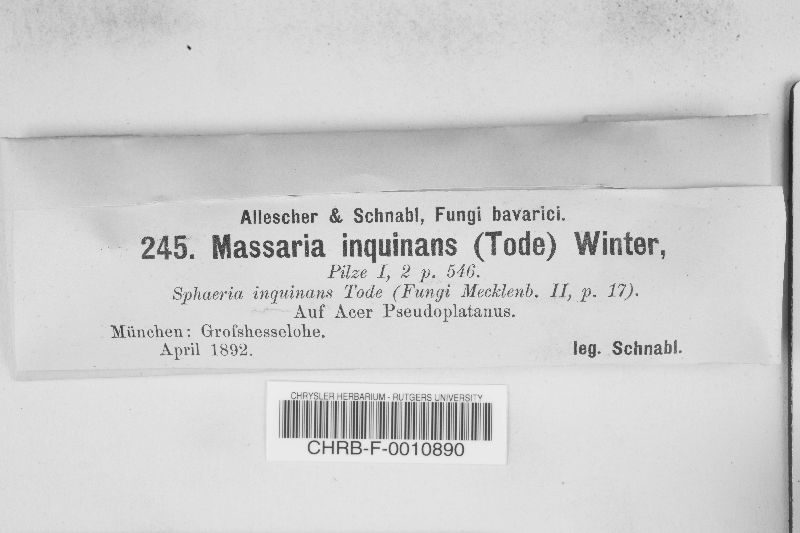 Allescher & Schnabl, Fungi bavarici.
245. Massaria inquinans (Tode) Winter,
Pilze I, 2 p. 546.
Sphaeria inquinans Tode (Fungi Mecklenb. II, p. 17).
Auf Acer Pseudoplatanus.
München: Groſshesselohe.
April 1892.
leg. Schnabl.
CHRYSLER HERBARIUM - RUTGERS UNIVERSITY
CHRB-F-0010890